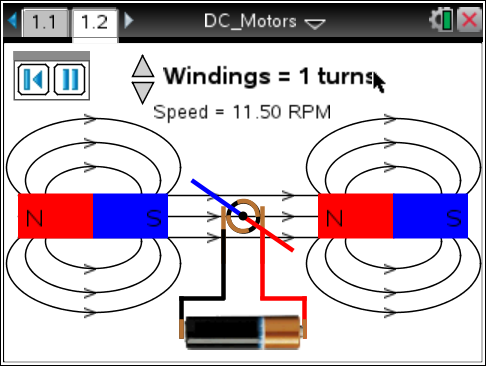 1.1 1.2 DC_Motors
Windings = 1 turns
Speed = 11.50 RPM
N S N S